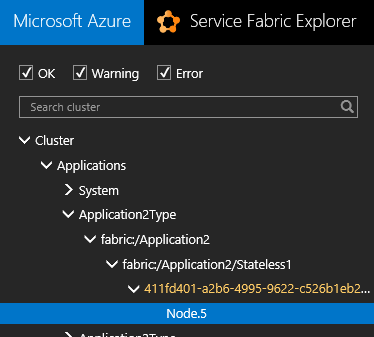 Microsoft Azure Service Fabric Explorer
OK Warning Error
Search cluster
Cluster
Applications
System
Application2Type
fabric:/Application2
fabric:/Application2/Stateless1
411fd401-a2b6-4995-9622-c526b1eb2...
Node.5
Application2Type